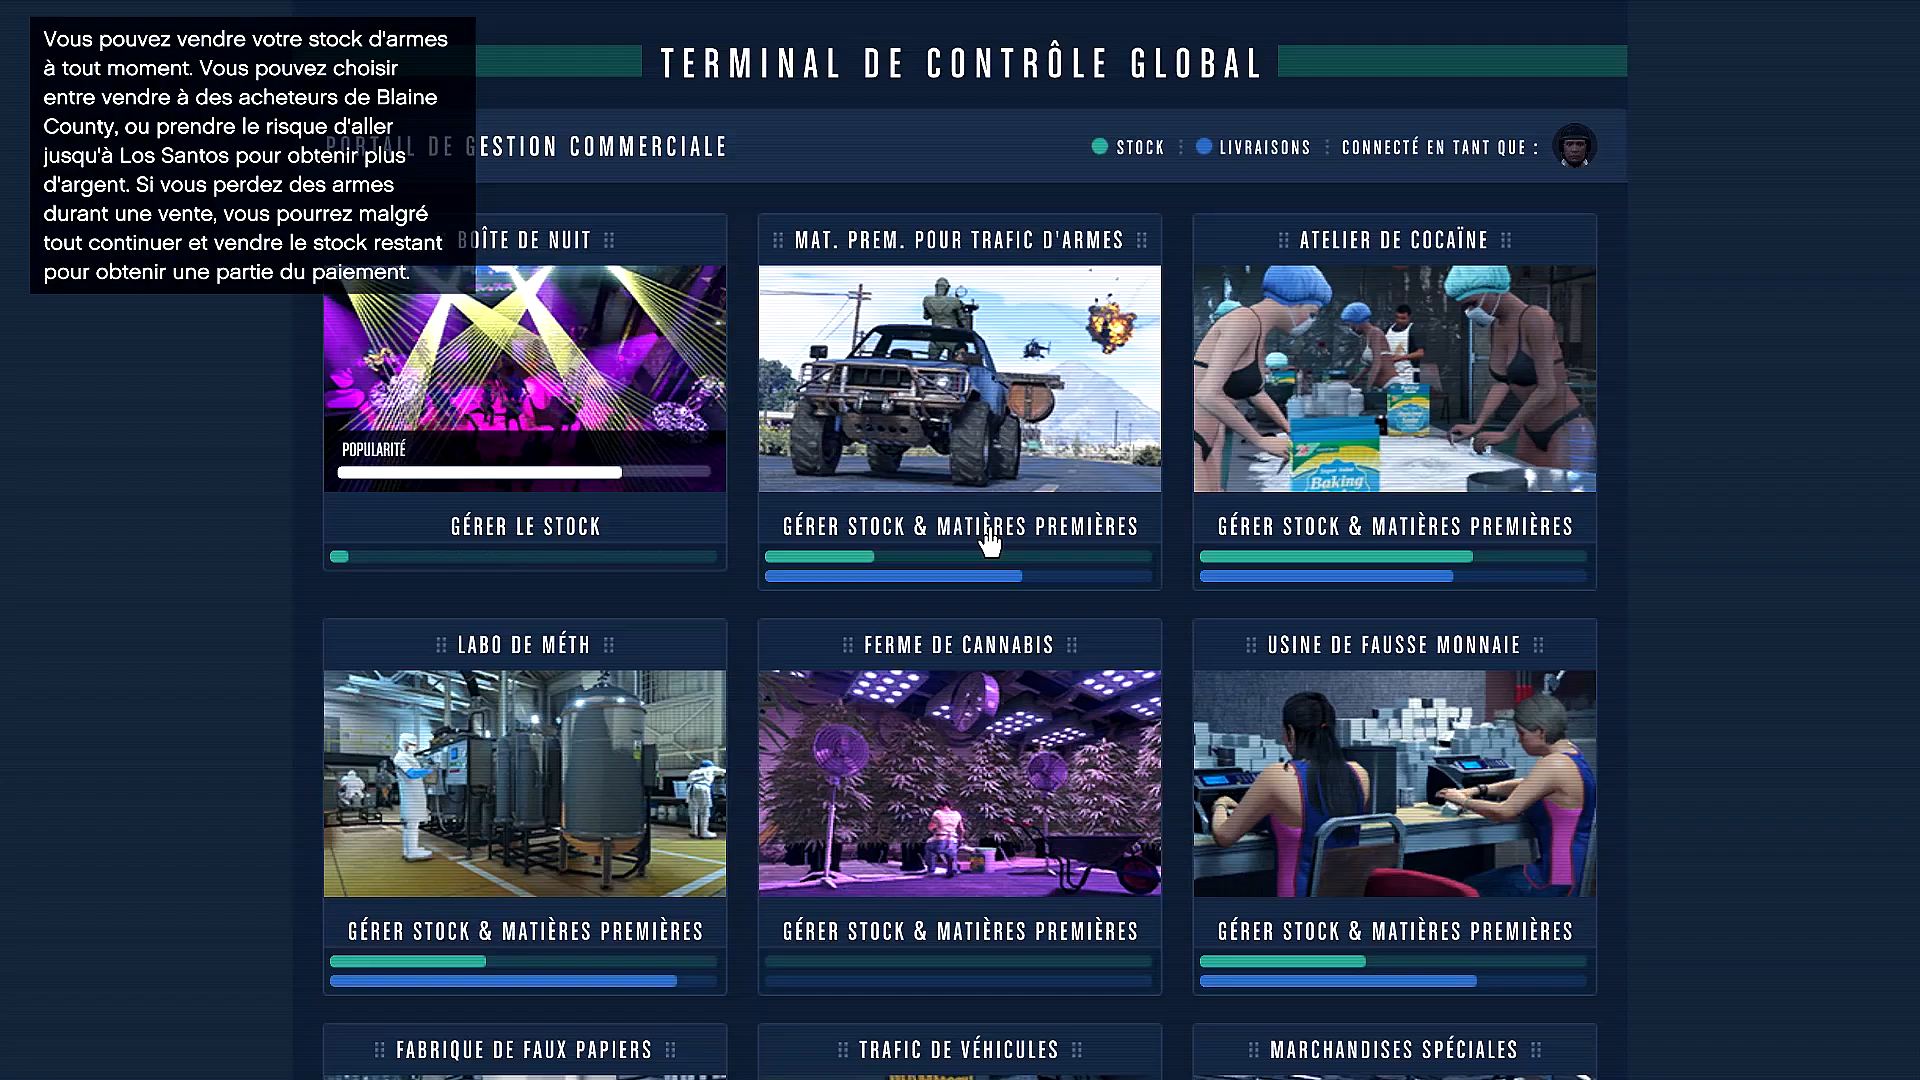 Vous pouvez vendre votre stock d'armes
à tout moment. Vous pouvez choisir
entre vendre à des acheteurs de Blaine
County, ou prendre le risque d'aller
jusqu'à Los Santos pour obtenir plus
d'argent. Si vous perdez des armes
durant une vente, vous pourrez malgré
tout continuer et vendre le stock restant
pour obtenir une partie du paiement.
TERMINAL DE CONTRÔLE GLOBAL
PORTAIL DE GESTION COMMERCIALE
STOCK
LIVRAISONS
CONNECTÉ EN TANT QUE :
BOÎTE DE NUIT
MAT. PREM. POUR TRAFIC D'ARMES
ATELIER DE COCAÏNE
POPULARITÉ
Baking
GÉRER LE STOCK
GÉRER STOCK & MATIÈRES PREMIÈRES
GÉRER STOCK & MATIÈRES PREMIÈRES
LABO DE MÉTH
FERME DE CANNABIS
USINE DE FAUSSE MONNAIE
GÉRER STOCK & MATIÈRES PREMIÈRES
GÉRER STOCK & MATIÈRES PREMIÈRES
GÉRER STOCK & MATIÈRES PREMIÈRES
FABRIQUE DE FAUX PAPIERS
TRAFIC DE VÉHICULES
MARCHANDISES SPÉCIALES